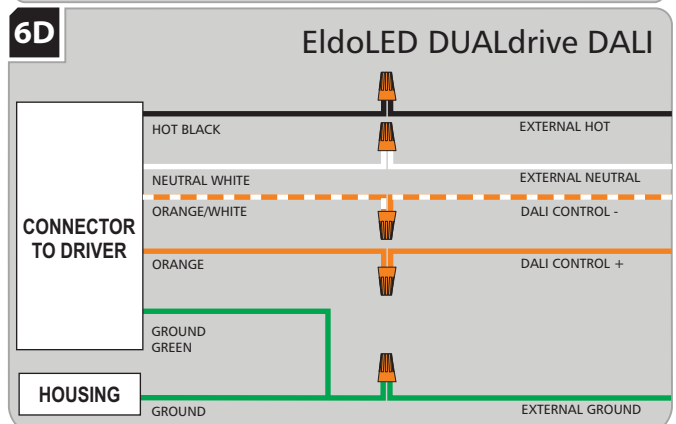 6D
EldoLED DUALdrive DALI
HOT BLACK
EXTERNAL HOT
NEUTRAL WHITE
EXTERNAL NEUTRAL
ORANGE/WHITE
DALI CONTROL -
CONNECTOR
TO DRIVER
ORANGE
DALI CONTROL +
GROUND
GREEN
HOUSING
GROUND
EXTERNAL GROUND